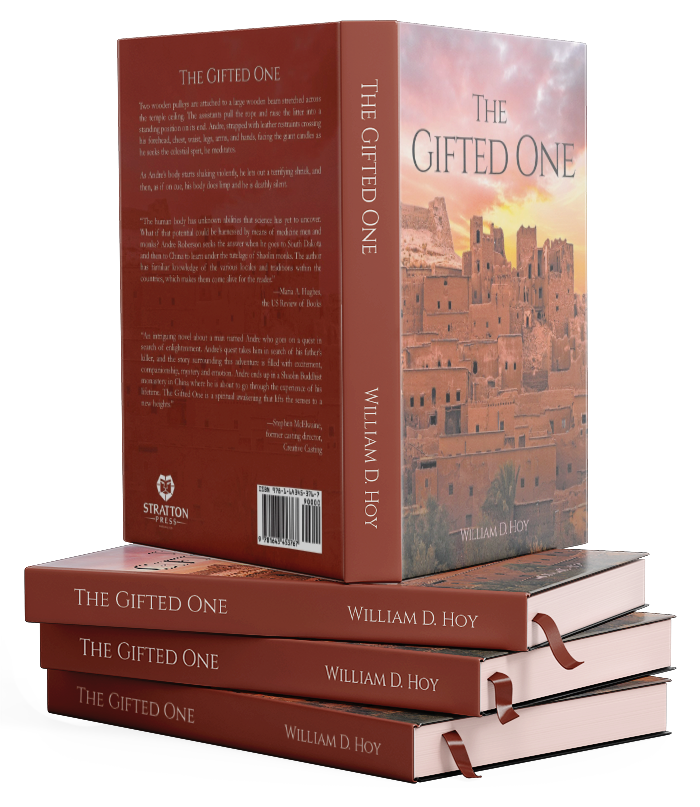 THE GIFTED ONE
Two wooden pulleys are attached to a large wooden beam stretched across
the temple ceiling. The assistants pull the rope and raise the litter into a
standing position on its end. Andre, strapped with leather restraints crossing
his forehead, chest, waist, legs, arms, and hands, facing the giant candles as
he seeks the celestial spirit, he meditates.
As Andre's body starts shaking violently, he lets out a terrifying shriek, and
then, as if on cue, his body goes limp and he is deathly silent.
"The human body has unknown abilities that science has yet to uncover.
What if that potential could be harnessed by means of medicine men and
monks? Andre Roberson seeks the answer when he goes to South Dakota
and then to China to learn under the tutelage of Shaolin monks. The author
has familiar knowledge of the various locales and traditions within the
countries, which makes them come alive for the reader."
—Maria A. Hughes,
the US Review of Books
"An intriguing novel about a man named Andre who goes on a quest in
search of enlightenment. Andre's quest takes him in search of his father's
killer, and the story surrounding this adventure is filled with excitement,
companionship, mystery and emotion. Andre ends up in a Shaolin Buddhist
monastery in China where he is about to go through the experience of his
lifetime. The Gifted One is a spiritual awakening that lifts the senses to a
new heights."
—Stephen McElhaine,
former casting director,
Creative Casting
STRATTON
PRESS
90000
THE GIFTED ONE
WILLIAM D. HOY
THE
GIFTED ONE
WILLIAM D. HOY
THE GIFTED ONE
WILLIAM D. HOY
THE GIFTED ONE
WILLIAM D. HOY
THE GIFTED ONE
WILLIAM D. HOY